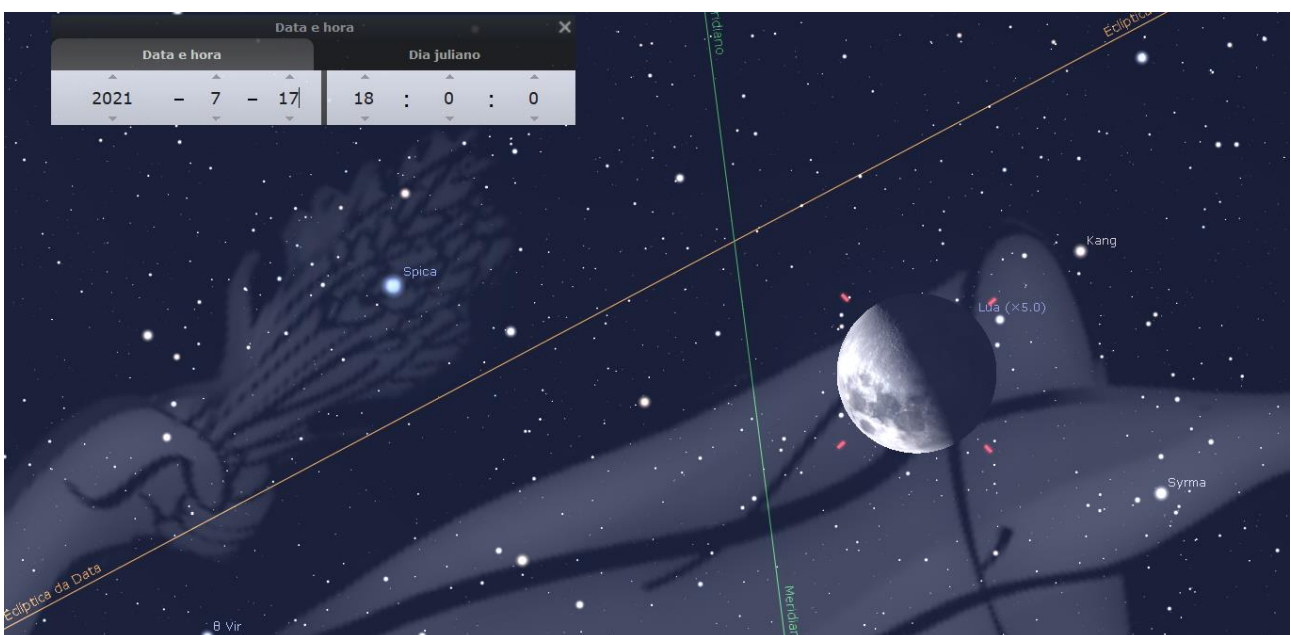 Data e hora
Data e hora
Dia juliano
2021 – 7 – 17
18 : 0 : 0
Meridiano
Eclíptica
Kang
Spica
Lua (×5.0)
Syrma
Eclíptica da Data
Meridian
θ Vir